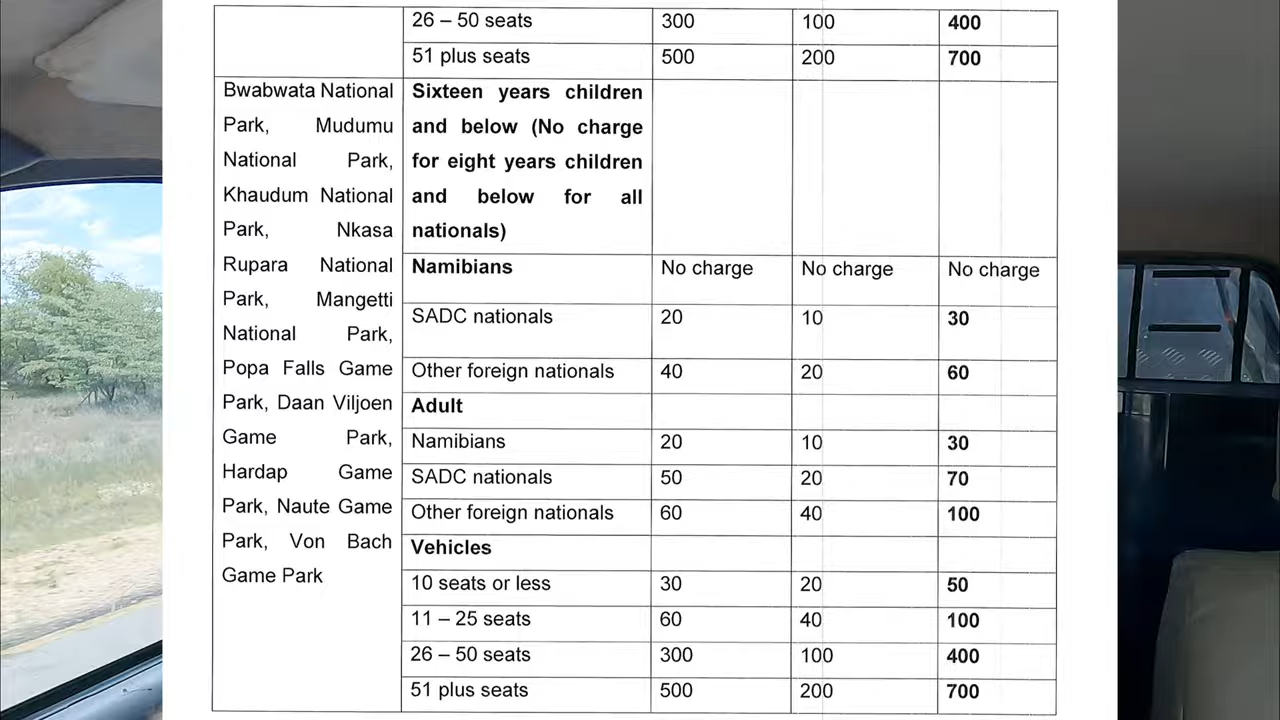 26 – 50 seats 300 100 400
51 plus seats 500 200 700
Bwabwata National
Park, Mudumu
National Park,
Khaudum National
Park, Nkasa
Rupara National
Park, Mangetti
National Park,
Popa Falls Game
Park, Daan Viljoen
Game Park,
Hardap Game
Park, Naute Game
Park, Von Bach
Game Park
Sixteen years children
and below (No charge
for eight years children
and below for all
nationals)
Namibians No charge No charge No charge
SADC nationals 20 10 30
Other foreign nationals 40 20 60
Adult
Namibians 20 10 30
SADC nationals 50 20 70
Other foreign nationals 60 40 100
Vehicles
10 seats or less 30 20 50
11 – 25 seats 60 40 100
26 – 50 seats 300 100 400
51 plus seats 500 200 700